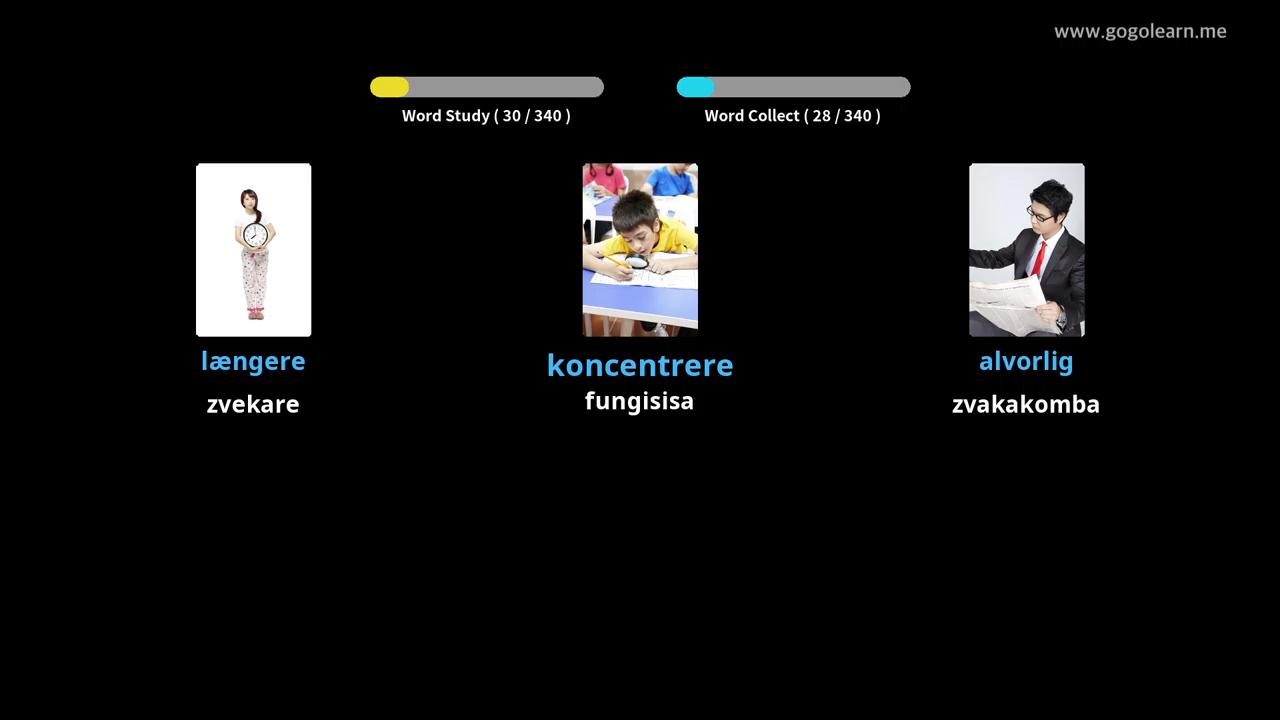 www.gogolearn.me
Word Study ( 30 / 340 )
Word Collect ( 28 / 340 )
længere
koncentrere
alvorlig
zvekare
fungisisa
zvakakomba